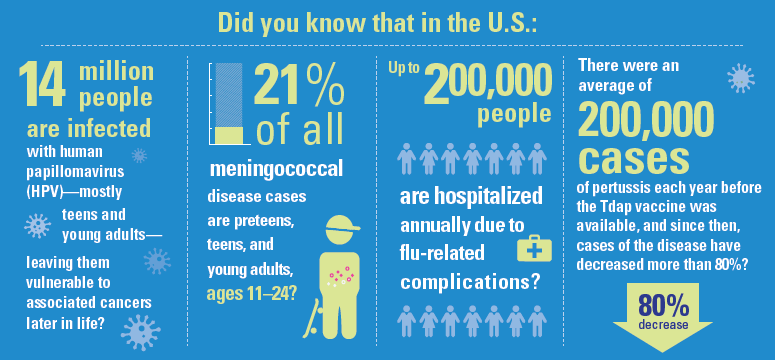 Did you know that in the U.S.:
14 million
people
are infected
with human
papillomavirus
(HPV)—mostly
teens and
young adults—
leaving them
vulnerable to
associated cancers
later in life?
21%
of all
meningococcal
disease cases
are preteens,
teens, and
young adults,
ages 11–24?
Up to 200,000
people
are hospitalized
annually due to
flu-related
complications?
There were an
average of
200,000
cases
of pertussis each year before
the Tdap vaccine was
available, and since then,
cases of the disease have
decreased more than 80%?
80%
decrease